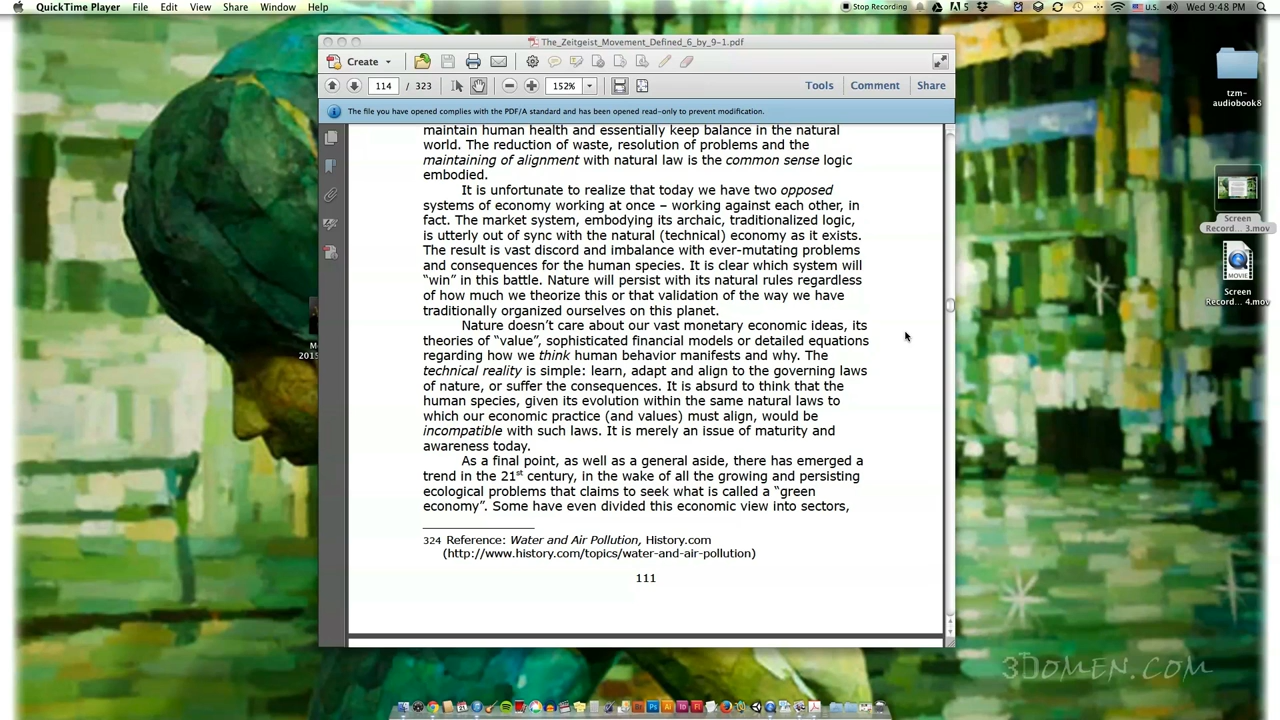 QuickTime Player File Edit View Share Window Help
Stop Recording 5 U.S. Wed 9:48 PM
The_Zeitgeist_Movement_Defined_6_by_9-1.pdf
Create
114 / 323 152% Tools Comment Share
The file you have opened complies with the PDF/A standard and has been opened read-only to prevent modification.
maintain human health and essentially keep balance in the natural
world. The reduction of waste, resolution of problems and the
maintaining of alignment with natural law is the common sense logic
embodied.
It is unfortunate to realize that today we have two opposed
systems of economy working at once – working against each other, in
fact. The market system, embodying its archaic, traditionalized logic,
is utterly out of sync with the natural (technical) economy as it exists.
The result is vast discord and imbalance with ever-mutating problems
and consequences for the human species. It is clear which system will
“win” in this battle. Nature will persist with its natural rules regardless
of how much we theorize this or that validation of the way we have
traditionally organized ourselves on this planet.
Nature doesn’t care about our vast monetary economic ideas, its
theories of “value”, sophisticated financial models or detailed equations
regarding how we think human behavior manifests and why. The
technical reality is simple: learn, adapt and align to the governing laws
of nature, or suffer the consequences. It is absurd to think that the
human species, given its evolution within the same natural laws to
which our economic practice (and values) must align, would be
incompatible with such laws. It is merely an issue of maturity and
awareness today.
As a final point, as well as a general aside, there has emerged a
trend in the 21st century, in the wake of all the growing and persisting
ecological problems that claims to seek what is called a “green
economy”. Some have even divided this economic view into sectors,
324 Reference: Water and Air Pollution, History.com
(http://www.history.com/topics/water-and-air-pollution)
111
tzm-
audiobook8
Screen
Record... 3.mov
MOVIE
Screen
Record... 4.mov
3DOMEN.COM